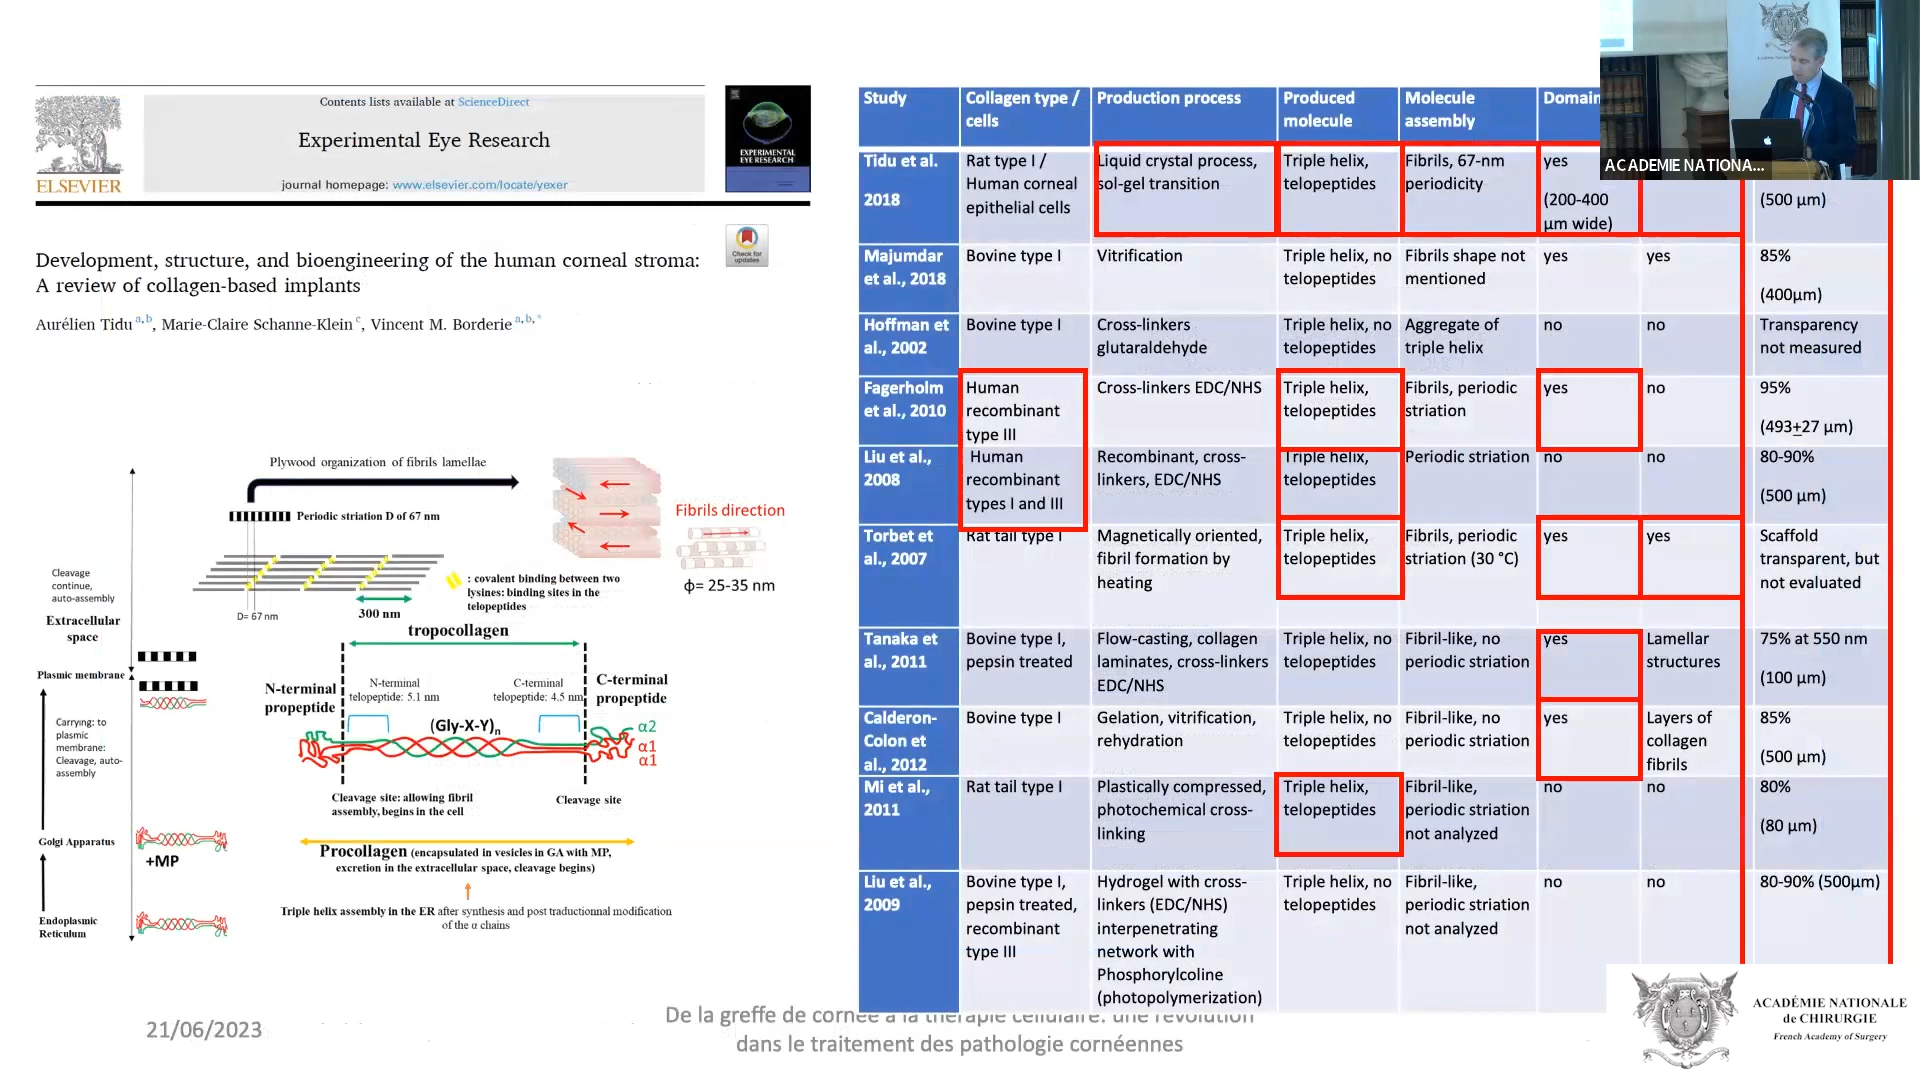 Contents lists available at ScienceDirect
Experimental Eye Research
journal homepage: www.elsevier.com/locate/yexer
ELSEVIER
EXPERIMENTAL
EYE RESEARCH
Check for
updates
Development, structure, and bioengineering of the human corneal stroma:
A review of collagen-based implants
Aurélien Tidu a,b, Marie-Claire Schanne-Klein c, Vincent M. Borderie a,b,*
Plywood organization of fibrils lamellae
Periodic striation D of 67 nm
Fibrils direction
ϕ= 25-35 nm
: covalent binding between two
lysines: binding sites in the
telopeptides
D= 67 nm
300 nm
tropocollagen
Cleavage
continue,
auto-assembly
Extracellular
space
Plasmic membrane
Carrying: to
plasmic
membrane:
Cleavage, auto-
assembly
Golgi Apparatus
+MP
Endoplasmic
Reticulum
N-terminal
propeptide
N-terminal
telopeptide: 5.1 nm
C-terminal
telopeptide: 4.5 nm
C-terminal
propeptide
(Gly-X-Y)n
α2
α1
α1
Cleavage site: allowing fibril
assembly, begins in the cell
Cleavage site
Procollagen (encapsulated in vesicles in GA with MP,
excretion in the extracellular space, cleavage begins)
Triple helix assembly in the ER after synthesis and post traductionnal modification
of the α chains
Study
Collagen type /
cells
Production process
Produced
molecule
Molecule
assembly
Domain
Tidu et al.
2018
Rat type I /
Human corneal
epithelial cells
Liquid crystal process,
sol-gel transition
Triple helix,
telopeptides
Fibrils, 67-nm
periodicity
yes
(200-400
µm wide)
(500 µm)
Majumdar
et al., 2018
Bovine type I
Vitrification
Triple helix, no
telopeptides
Fibrils shape not
mentioned
yes
yes
85%
(400µm)
Hoffman et
al., 2002
Bovine type I
Cross-linkers
glutaraldehyde
Triple helix, no
telopeptides
Aggregate of
triple helix
no
no
Transparency
not measured
Fagerholm
et al., 2010
Human
recombinant
type III
Cross-linkers EDC/NHS
Triple helix,
telopeptides
Fibrils, periodic
striation
yes
no
95%
(493±27 µm)
Liu et al.,
2008
Human
recombinant
types I and III
Recombinant, cross-
linkers, EDC/NHS
Triple helix,
telopeptides
Periodic striation
no
no
80-90%
(500 µm)
Torbet et
al., 2007
Rat tail type I
Magnetically oriented,
fibril formation by
heating
Triple helix,
telopeptides
Fibrils, periodic
striation (30 °C)
yes
yes
Scaffold
transparent, but
not evaluated
Tanaka et
al., 2011
Bovine type I,
pepsin treated
Flow-casting, collagen
laminates, cross-linkers
EDC/NHS
Triple helix, no
telopeptides
Fibril-like, no
periodic striation
yes
Lamellar
structures
75% at 550 nm
(100 µm)
Calderon-
Colon et
al., 2012
Bovine type I
Gelation, vitrification,
rehydration
Triple helix, no
telopeptides
Fibril-like, no
periodic striation
yes
Layers of
collagen
fibrils
85%
(500 µm)
Mi et al.,
2011
Rat tail type I
Plastically compressed,
photochemical cross-
linking
Triple helix,
telopeptides
Fibril-like,
periodic striation
not analyzed
no
no
80%
(80 µm)
Liu et al.,
2009
Bovine type I,
pepsin treated,
recombinant
type III
Hydrogel with cross-
linkers (EDC/NHS)
interpenetrating
network with
Phosphorylcoline
(photopolymerization)
Triple helix, no
telopeptides
Fibril-like,
periodic striation
not analyzed
no
no
80-90% (500µm)
ACADEMIE NATIONA...
21/06/2023
De la greffe de cornée à la thérapie cellulaire: une révolution
dans le traitement des pathologie cornéennes
ACADÉMIE NATIONALE
de CHIRURGIE
French Academy of Surgery